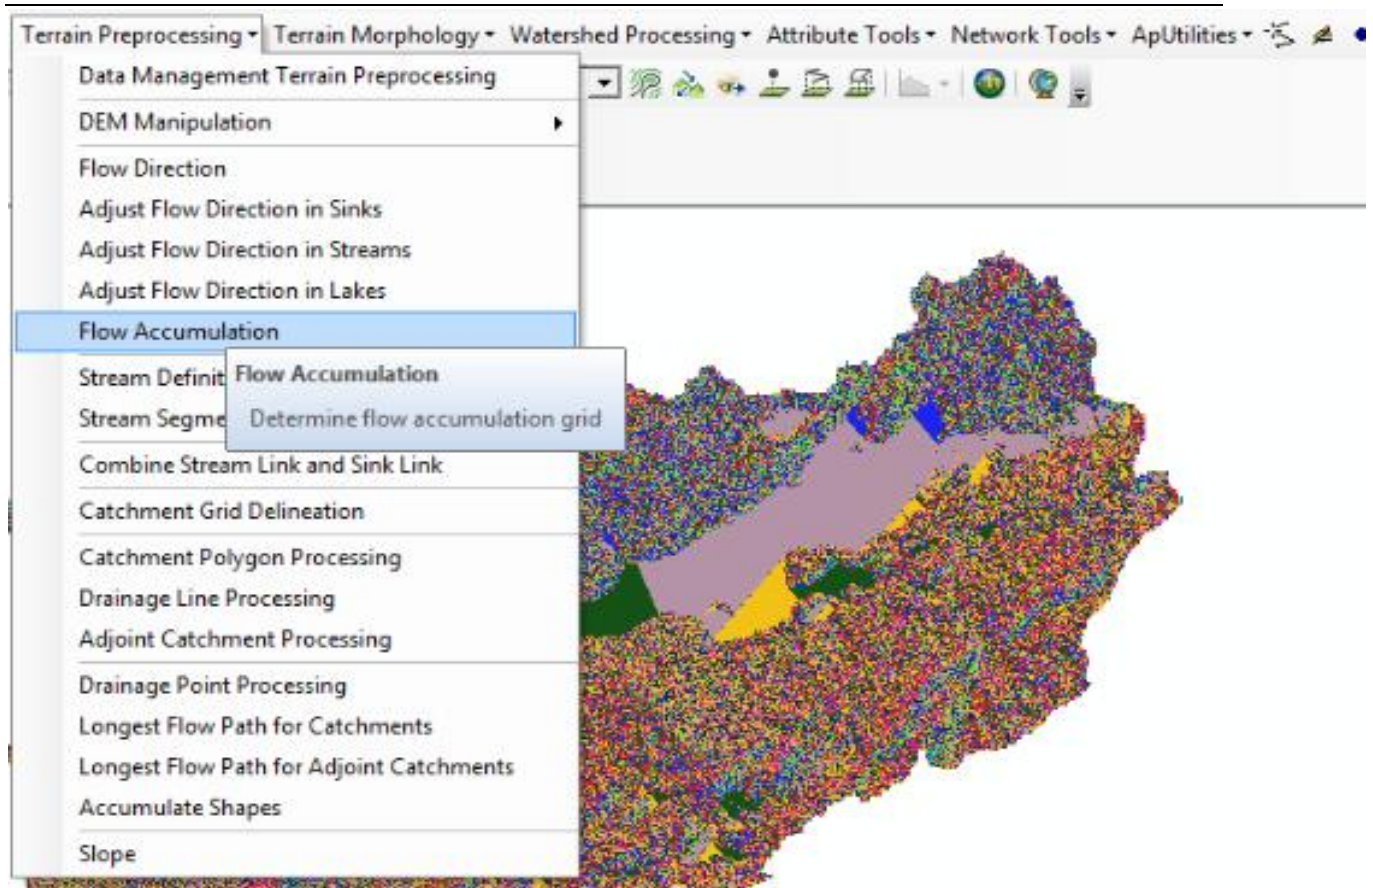 Terrain Preprocessing Terrain Morphology Watershed Processing Attribute Tools Network Tools ApUtilities
Data Management Terrain Preprocessing
DEM Manipulation
Flow Direction
Adjust Flow Direction in Sinks
Adjust Flow Direction in Streams
Adjust Flow Direction in Lakes
Flow Accumulation
Stream Definit
Flow Accumulation
Stream Segme
Determine flow accumulation grid
Combine Stream Link and Sink Link
Catchment Grid Delineation
Catchment Polygon Processing
Drainage Line Processing
Adjoint Catchment Processing
Drainage Point Processing
Longest Flow Path for Catchments
Longest Flow Path for Adjoint Catchments
Accumulate Shapes
Slope